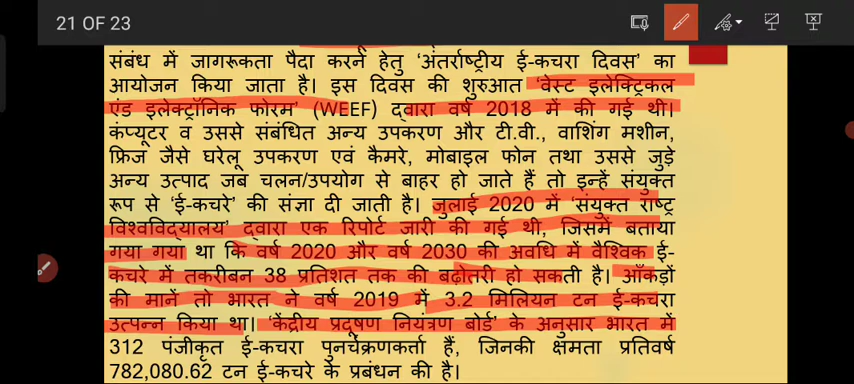 21 OF 23
संबंध में जागरूकता पैदा करने हेतु 'अंतर्राष्ट्रीय ई-कचरा दिवस' का
आयोजन किया जाता है। इस दिवस की शुरुआत 'वेस्ट इलेक्ट्रिकल
एंड इलेक्ट्रॉनिक फोरम' (WEEF) द्वारा वर्ष 2018 में की गई थी।
कंप्यूटर व उससे संबंधित अन्य उपकरण और टी.वी., वाशिंग मशीन,
फ्रिज जैसे घरेलू उपकरण एवं कैमरे, मोबाइल फोन तथा उससे जुड़े
अन्य उत्पाद जब चलन/उपयोग से बाहर हो जाते हैं तो इन्हें संयुक्त
रूप से 'ई-कचरे' की संज्ञा दी जाती है। जुलाई 2020 में 'संयुक्त राष्ट्र
विश्वविद्यालय' द्वारा एक रिपोर्ट जारी की गई थी, जिसमें बताया
गया गया था कि वर्ष 2020 और वर्ष 2030 की अवधि में वैश्विक ई-
कचरे में तकरीबन 38 प्रतिशत तक की बढ़ोतरी हो सकती है। आँकड़ों
की मानें तो भारत ने वर्ष 2019 में 3.2 मिलियन टन ई-कचरा
उत्पन्न किया था। 'केंद्रीय प्रदूषण नियंत्रण बोर्ड' के अनुसार भारत में
312 पंजीकृत ई-कचरा पुनर्चक्रणकर्त्ता हैं, जिनकी क्षमता प्रतिवर्ष
782,080.62 टन ई-कचरे के प्रबंधन की है।